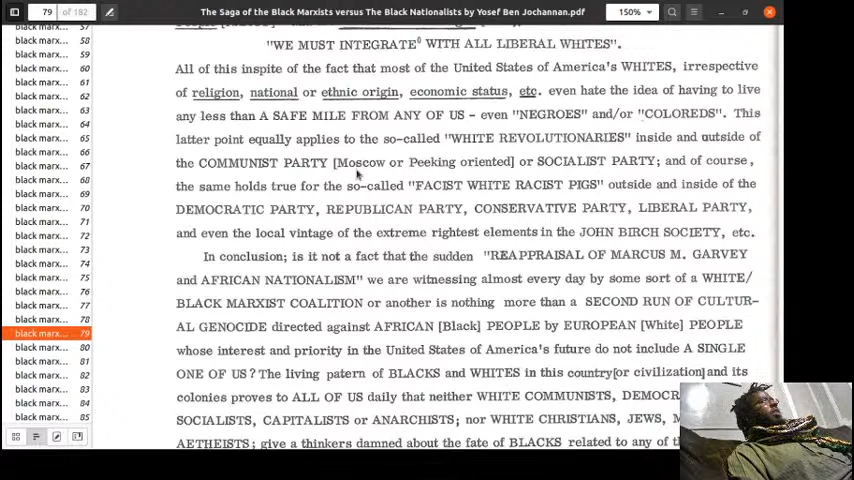 79 of 182
The Saga of the Black Marxists versus The Black Nationalists by Yosef Ben Jochannan.pdf
150%
black marx... 57
black marx... 58
black marx... 59
black marx... 60
black marx... 61
black marx... 62
black marx... 63
black marx... 64
black marx... 65
black marx... 66
black marx... 67
black marx... 68
black marx... 69
black marx... 70
black marx... 71
black marx... 72
black marx... 73
black marx... 74
black marx... 75
black marx... 76
black marx... 77
black marx... 78
black marx... 79
black marx... 80
black marx... 81
black marx... 82
black marx... 83
black marx... 84
black marx... 85
"WE MUST INTEGRATE WITH ALL LIBERAL WHITES".
All of this inspite of the fact that most of the United States of America's WHITES, irrespective
of religion, national or ethnic origin, economic status, etc. even hate the idea of having to live
any less than A SAFE MILE FROM ANY OF US - even "NEGROES" and/or "COLOREDS". This
latter point equally applies to the so-called "WHITE REVOLUTIONARIES" inside and outside of
the COMMUNIST PARTY [Moscow or Peeking oriented] or SOCIALIST PARTY; and of course,
the same holds true for the so-called "FACIST WHITE RACIST PIGS" outside and inside of the
DEMOCRATIC PARTY, REPUBLICAN PARTY, CONSERVATIVE PARTY, LIBERAL PARTY,
and even the local vintage of the extreme rightest elements in the JOHN BIRCH SOCIETY, etc.
In conclusion; is it not a fact that the sudden "REAPPRAISAL OF MARCUS M. GARVEY
and AFRICAN NATIONALISM" we are witnessing almost every day by some sort of a WHITE/
BLACK MARXIST COALITION or another is nothing more than a SECOND RUN OF CULTUR-
AL GENOCIDE directed against AFRICAN [Black] PEOPLE by EUROPEAN [White] PEOPLE
whose interest and priority in the United States of America's future do not include A SINGLE
ONE OF US? The living patern of BLACKS and WHITES in this country[or civilization] and its
colonies proves to ALL OF US daily that neither WHITE COMMUNISTS, DEMOC
SOCIALISTS, CAPITALISTS or ANARCHISTS; nor WHITE CHRISTIANS, JEWS, M
AETHEISTS; give a thinkers damned about the fate of BLACKS related to any of